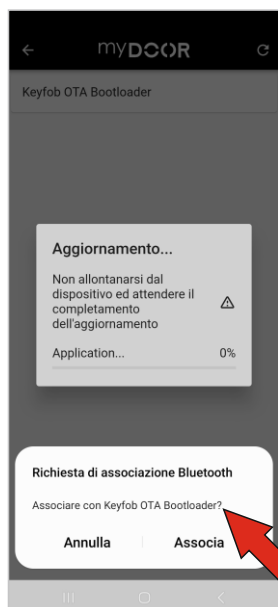 myDOOR
Keyfob OTA Bootloader
Aggiornamento...
Non allontanarsi dal
dispositivo ed attendere il
completamento
dell'aggiornamento
Application... 0%
Richiesta di associazione Bluetooth
Associare con Keyfob OTA Bootloader?
Annulla Associa